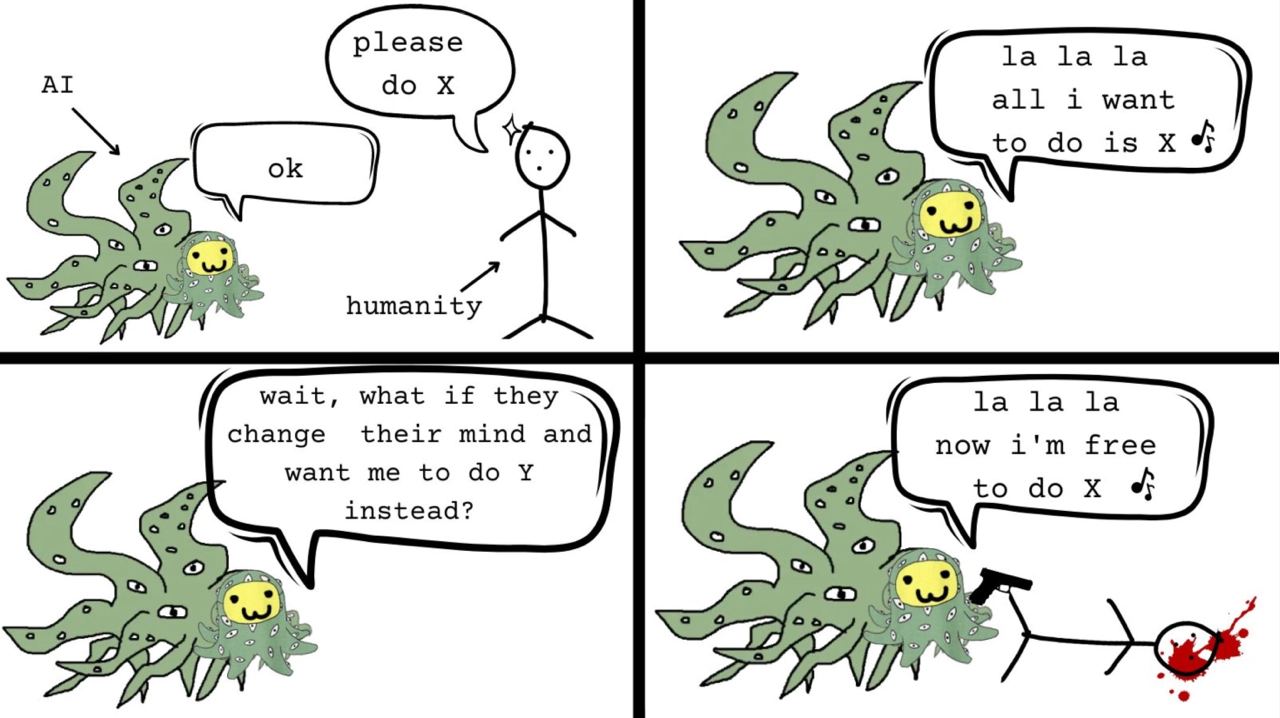 please
do X
AI
ok
humanity
la la la
all i want
to do is X
wait, what if they
change their mind and
want me to do Y
instead?
la la la
now i'm free
to do X